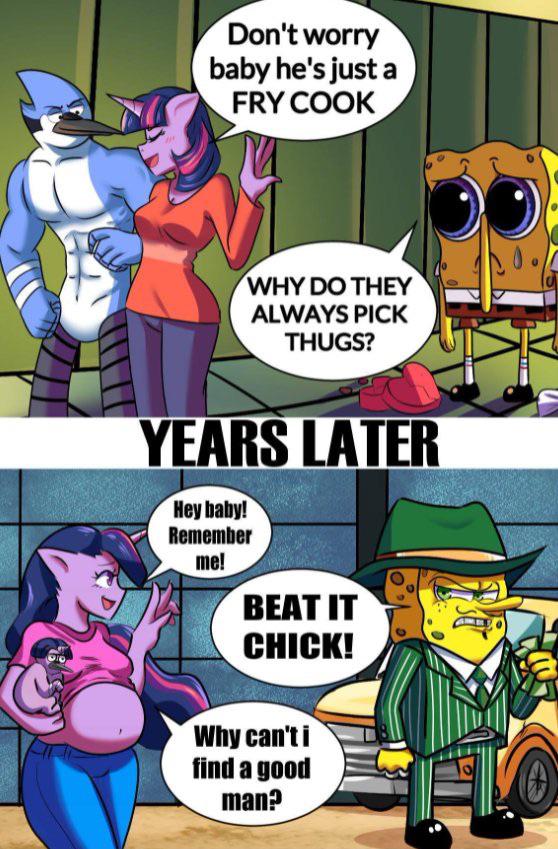 Don't worry
baby he's just a
FRY COOK
WHY DO THEY
ALWAYS PICK
THUGS?
YEARS LATER
Hey baby!
Remember
me!
BEAT IT
CHICK!
Why can't i
find a good
man?